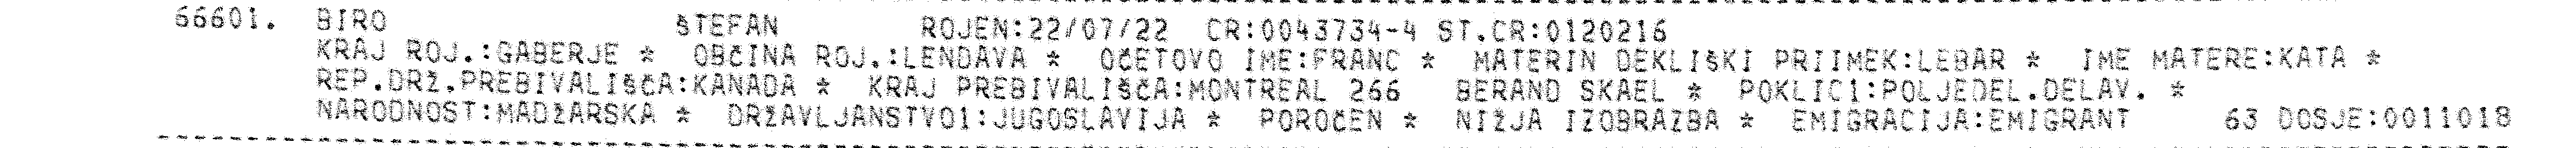 66601. BIRO ŠTEFAN ROJEN:22/07/22 CR:0043734-4 ST.CR:0120216
KRAJ ROJ.:GABERJE * OBČINA ROJ.:LENDAVA * OČETOVO IME:FRANC * MATERIN DEKLIŠKI PRIIMEK:LEBAR * IME MATERE:KATA *
REP.DRŽ.PREBIVALIŠČA:KANADA * KRAJ PREBIVALIŠČA:MONTREAL 266 BERAND SKAEL * POKLIC1:POLJEDEL.DELAV. *
NARODNOST:MADŽARSKA * DRŽAVLJANSTVO1:JUGOSLAVIJA * POROČEN * NIŽJA IZOBRAZBA * EMIGRACIJA:EMIGRANT 63 DOSJE:0011018